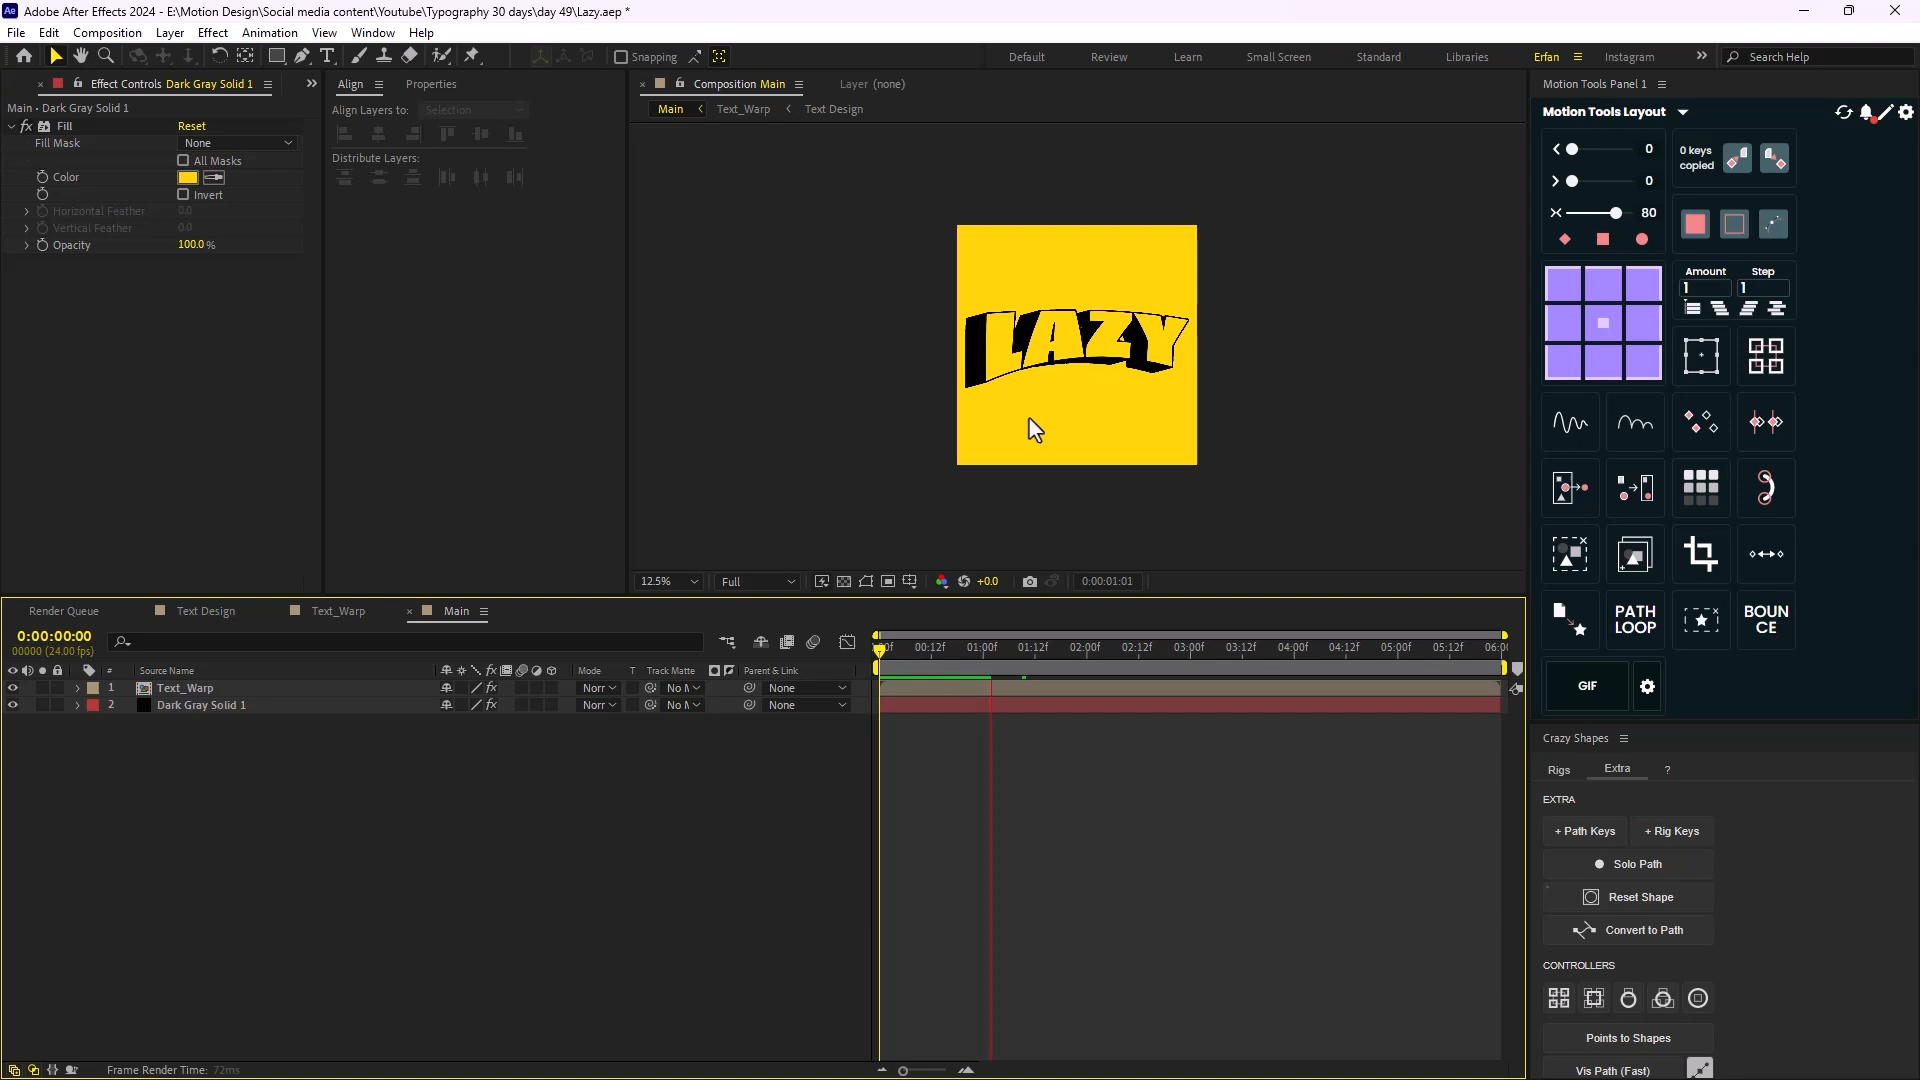 Adobe After Effects 2024 - E:\Motion Design\Social media content\Youtube\Typography 30 days\day 49\Lazy.aep *
File Edit Composition Layer Effect Animation View Window Help
Snapping
Default Review Learn Small Screen Standard Libraries Erfan Instagram Search Help
Effect Controls Dark Gray Solid 1
Align Properties
Composition Main
Layer (none)
Motion Tools Panel 1
Main • Dark Gray Solid 1
Align Layers to: Selection
Main Text_Warp Text Design
Motion Tools Layout
fx Fill Reset
Fill Mask None
All Masks
Color
Invert
Horizontal Feather 0.0
Vertical Feather 0.0
Opacity 100.0 %
Distribute Layers:
0
0 keys copied
0
80
Amount Step
1 1
LAZY
PATH LOOP
BOUN CE
GIF
12.5% Full +0.0 0:00:01:01
Render Queue Text Design Text_Warp Main
0:00:00:00
00000 (24.00 fps)
00:12f 01:00f 01:12f 02:00f 02:12f 03:00f 03:12f 04:00f 04:12f 05:00f 05:12f
# Source Name Mode T Track Matte Parent & Link
1 Text_Warp Norr None
2 Dark Gray Solid 1 Norr None
Crazy Shapes
Rigs Extra ?
EXTRA
+ Path Keys + Rig Keys
Solo Path
Reset Shape
Convert to Path
CONTROLLERS
Points to Shapes
Vis Path (Fast)
Frame Render Time: 72ms